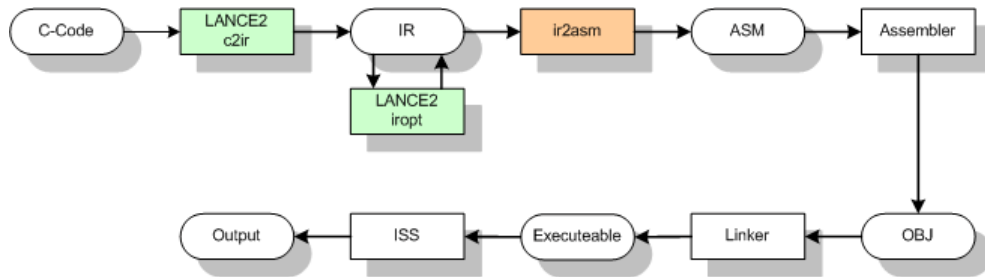 C-Code
LANCE2
c2ir
IR
ir2asm
ASM
Assembler
LANCE2
iropt
Output
ISS
Executeable
Linker
OBJ